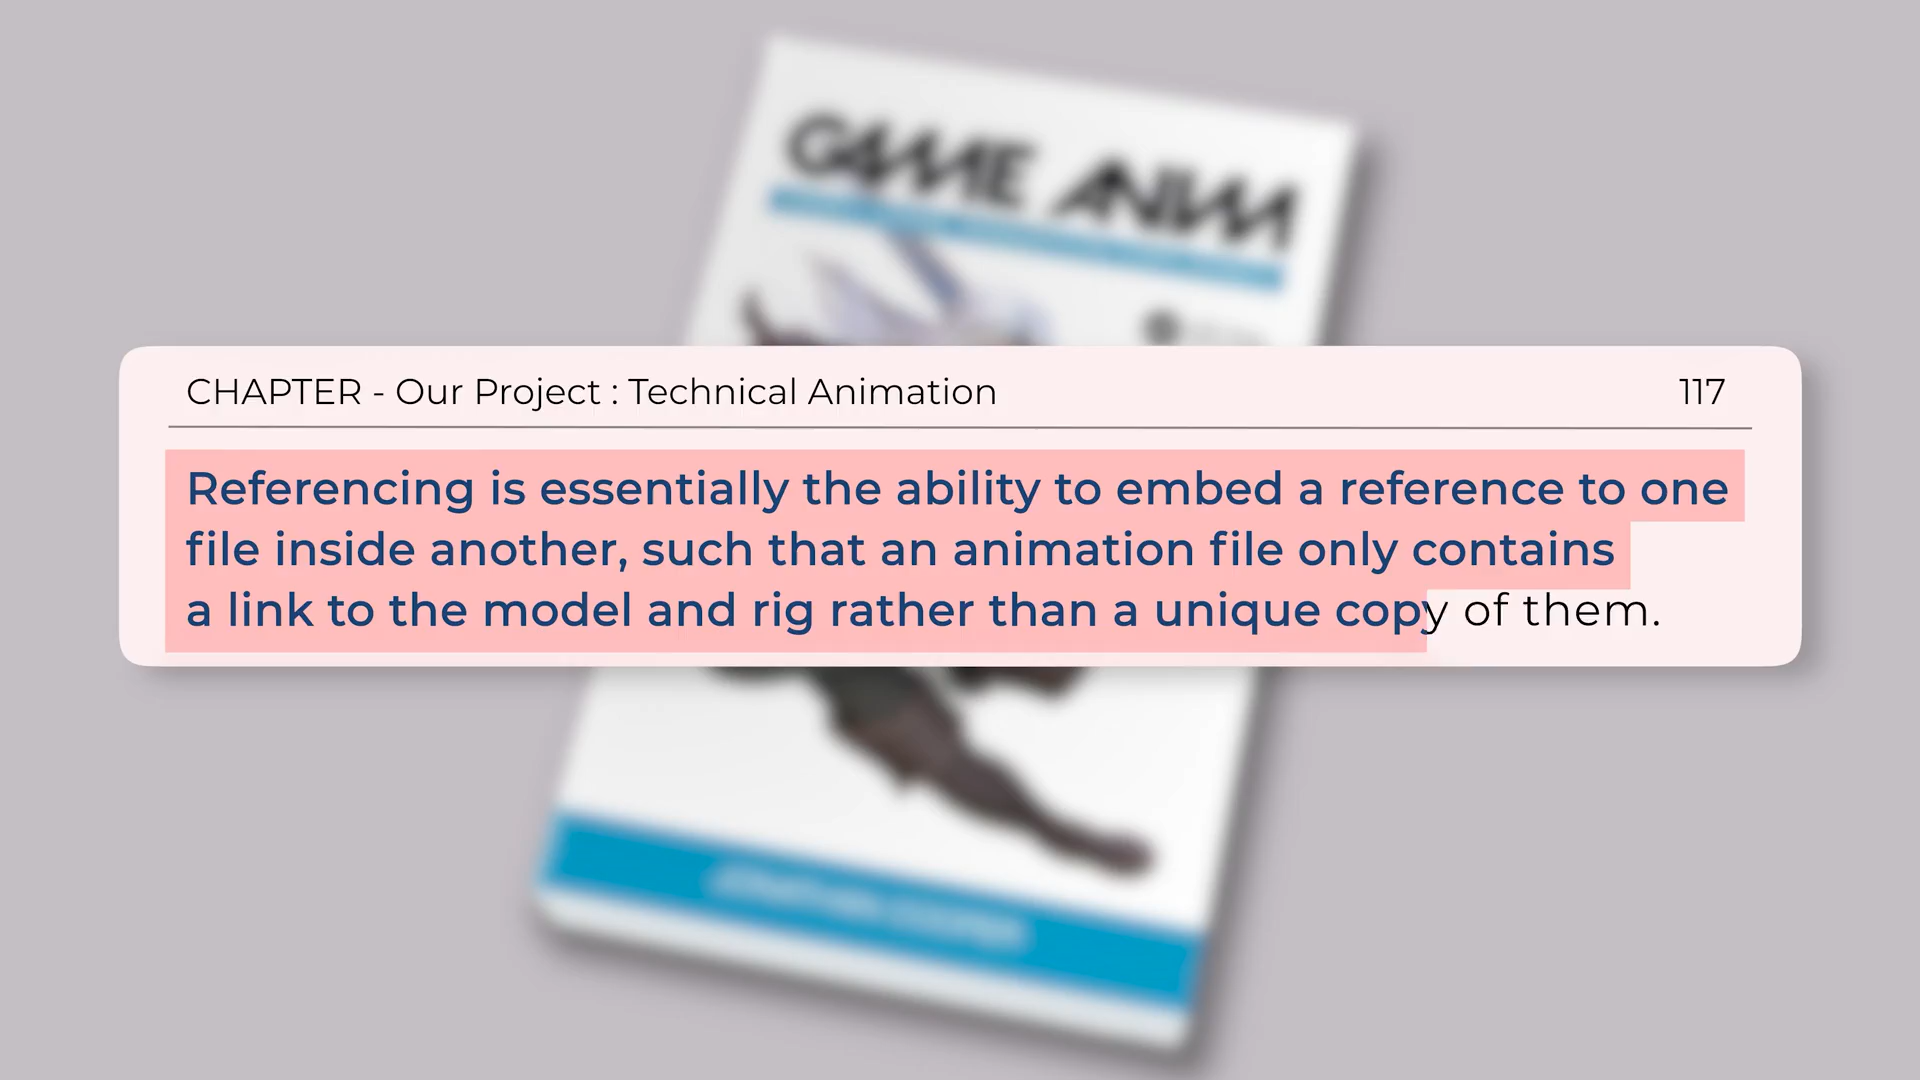 GAME ANIM
CHAPTER - Our Project : Technical Animation 117
Referencing is essentially the ability to embed a reference to one
file inside another, such that an animation file only contains
a link to the model and rig rather than a unique copy of them.